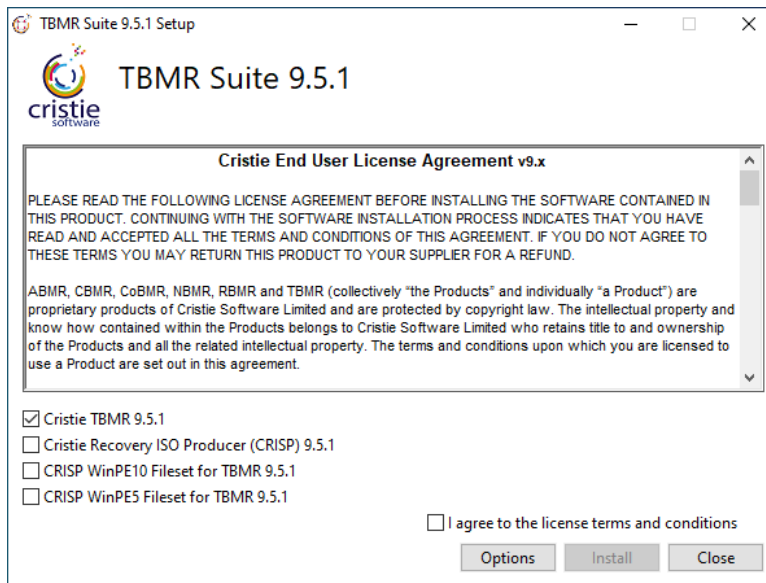 TBMR Suite 9.5.1 Setup
cristie
software
TBMR Suite 9.5.1
Cristie End User License Agreement v9.x
PLEASE READ THE FOLLOWING LICENSE AGREEMENT BEFORE INSTALLING THE SOFTWARE CONTAINED IN
THIS PRODUCT. CONTINUING WITH THE SOFTWARE INSTALLATION PROCESS INDICATES THAT YOU HAVE
READ AND ACCEPTED ALL THE TERMS AND CONDITIONS OF THIS AGREEMENT. IF YOU DO NOT AGREE TO
THESE TERMS YOU MAY RETURN THIS PRODUCT TO YOUR SUPPLIER FOR A REFUND.
ABMR, CBMR, CoBMR, NBMR, RBMR and TBMR (collectively “the Products” and individually “a Product”) are
proprietary products of Cristie Software Limited and are protected by copyright law. The intellectual property and
know how contained within the Products belongs to Cristie Software Limited who retains title to and ownership
of the Products and all the related intellectual property. The terms and conditions upon which you are licensed to
use a Product are set out in this agreement.
Cristie TBMR 9.5.1
Cristie Recovery ISO Producer (CRISP) 9.5.1
CRISP WinPE10 Fileset for TBMR 9.5.1
CRISP WinPE5 Fileset for TBMR 9.5.1
I agree to the license terms and conditions
Options
Install
Close